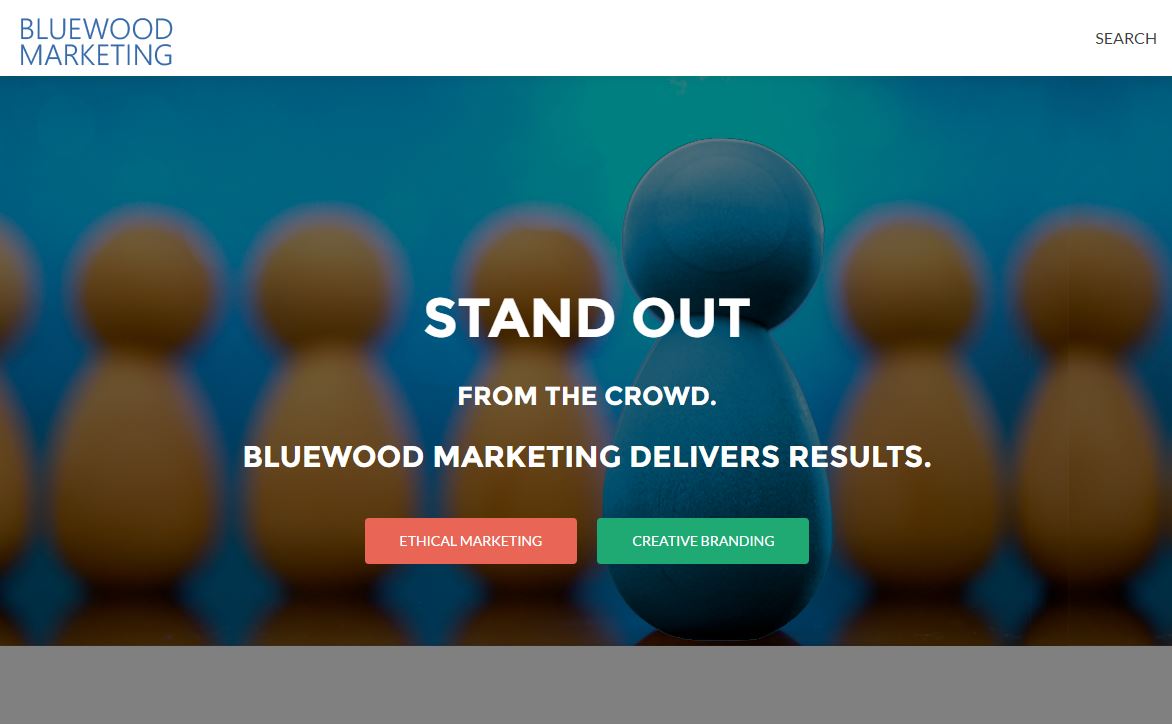 BLUEWOOD
MARKETING
SEARCH
STAND OUT
FROM THE CROWD.
BLUEWOOD MARKETING DELIVERS RESULTS.
ETHICAL MARKETING
CREATIVE BRANDING